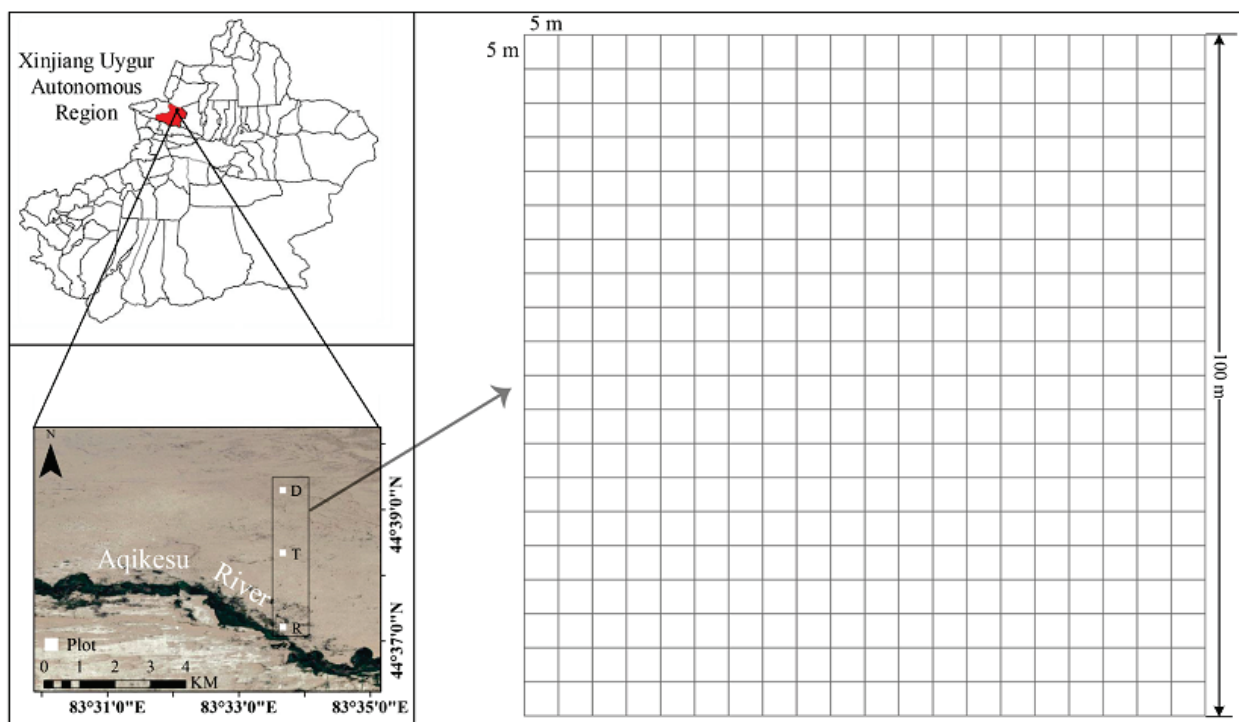 Xinjiang Uygur
Autonomous
Region
5 m
5 m
100 m
N
D
T
R
Aqikesu
River
Plot
0 1 2 3 4
KM
44°39'0"N
44°37'0"N
83°31'0"E 83°33'0"E 83°35'0"E